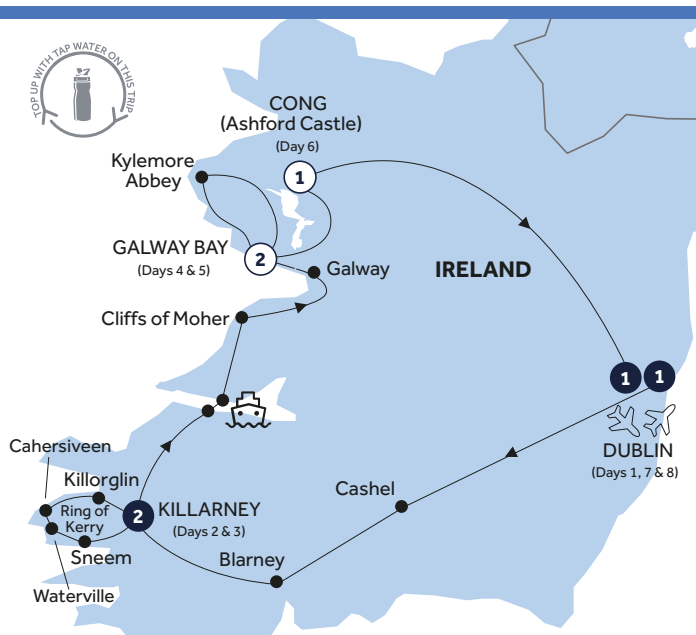 TOP UP WITH TAP WATER ON THIS TRIP
CONG
(Ashford Castle)
(Day 6)
1
Kylemore
Abbey
GALWAY BAY
(Days 4 & 5)
2
Galway
IRELAND
Cliffs of Moher
1
1
DUBLIN
(Days 1, 7 & 8)
Cahersiveen
Killorglin
Ring of
Kerry
2
KILLARNEY
(Days 2 & 3)
Cashel
Sneem
Blarney
Waterville